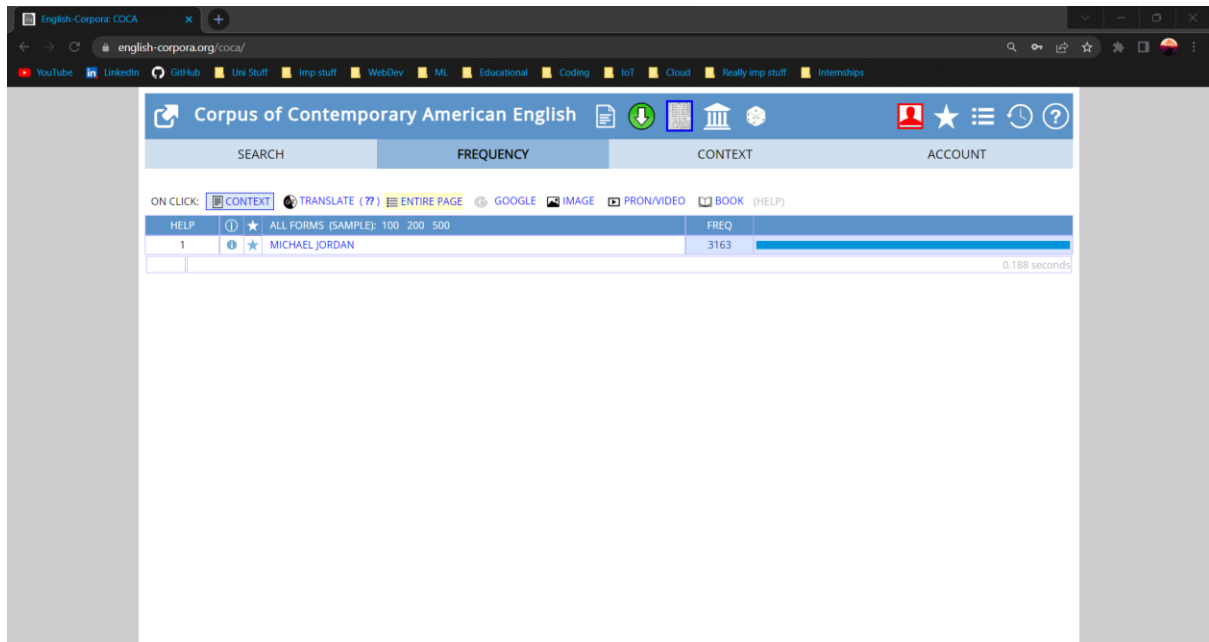 English-Corpora: COCA
english-corpora.org/coca/
YouTube LinkedIn GitHub Uni Stuff Imp stuff WebDev ML Educational Coding IoT Cloud Really imp stuff Internships
Corpus of Contemporary American English
SEARCH FREQUENCY CONTEXT ACCOUNT
ON CLICK: CONTEXT TRANSLATE (??) ENTIRE PAGE GOOGLE IMAGE PRON/VIDEO BOOK (HELP)
HELP ALL FORMS (SAMPLE): 100 200 500 FREQ
1 MICHAEL JORDAN 3163
0.188 seconds